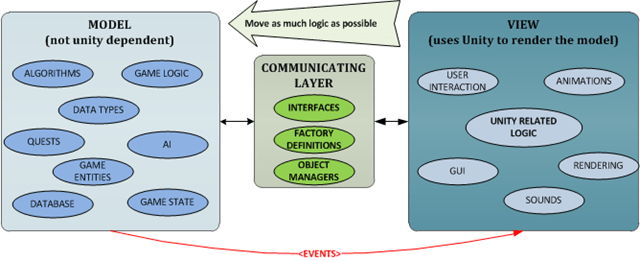 MODEL
(not unity dependent)
ALGORITHMS
GAME LOGIC
DATA TYPES
QUESTS
AI
GAME
ENTITIES
DATABASE
GAME STATE
Move as much logic as possible
COMMUNICATING
LAYER
INTERFACES
FACTORY
DEFINITIONS
OBJECT
MANAGERS
VIEW
(uses Unity to render the model)
USER
INTERACTION
ANIMATIONS
UNITY RELATED
LOGIC
GUI
RENDERING
SOUNDS
<EVENTS>